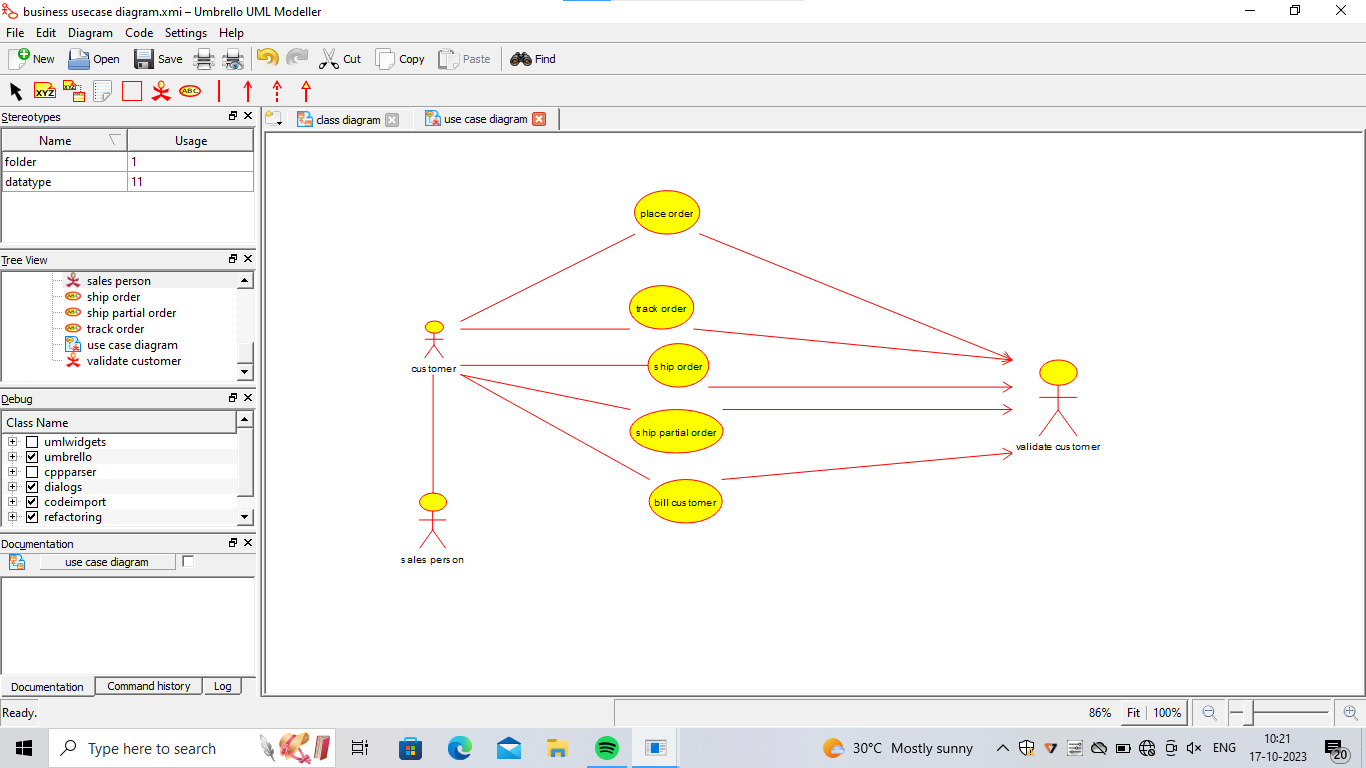 business usecase diagram.xmi – Umbrello UML Modeller
File Edit Diagram Code Settings Help
New Open Save Cut Copy Paste Find
XYZ XYZ ABC
Stereotypes
class diagram use case diagram
Name Usage
folder 1
datatype 11
Tree View
sales person
ship order
ship partial order
track order
use case diagram
validate customer
Debug
Class Name
umlwidgets
umbrello
cppparser
dialogs
codeimport
refactoring
Documentation
use case diagram
Documentation Command history Log
place order
track order
customer
ship order
ship partial order
validate customer
bill customer
sales person
Ready.
86% Fit 100%
Type here to search
30°C Mostly sunny
ENG
10:21
17-10-2023
20